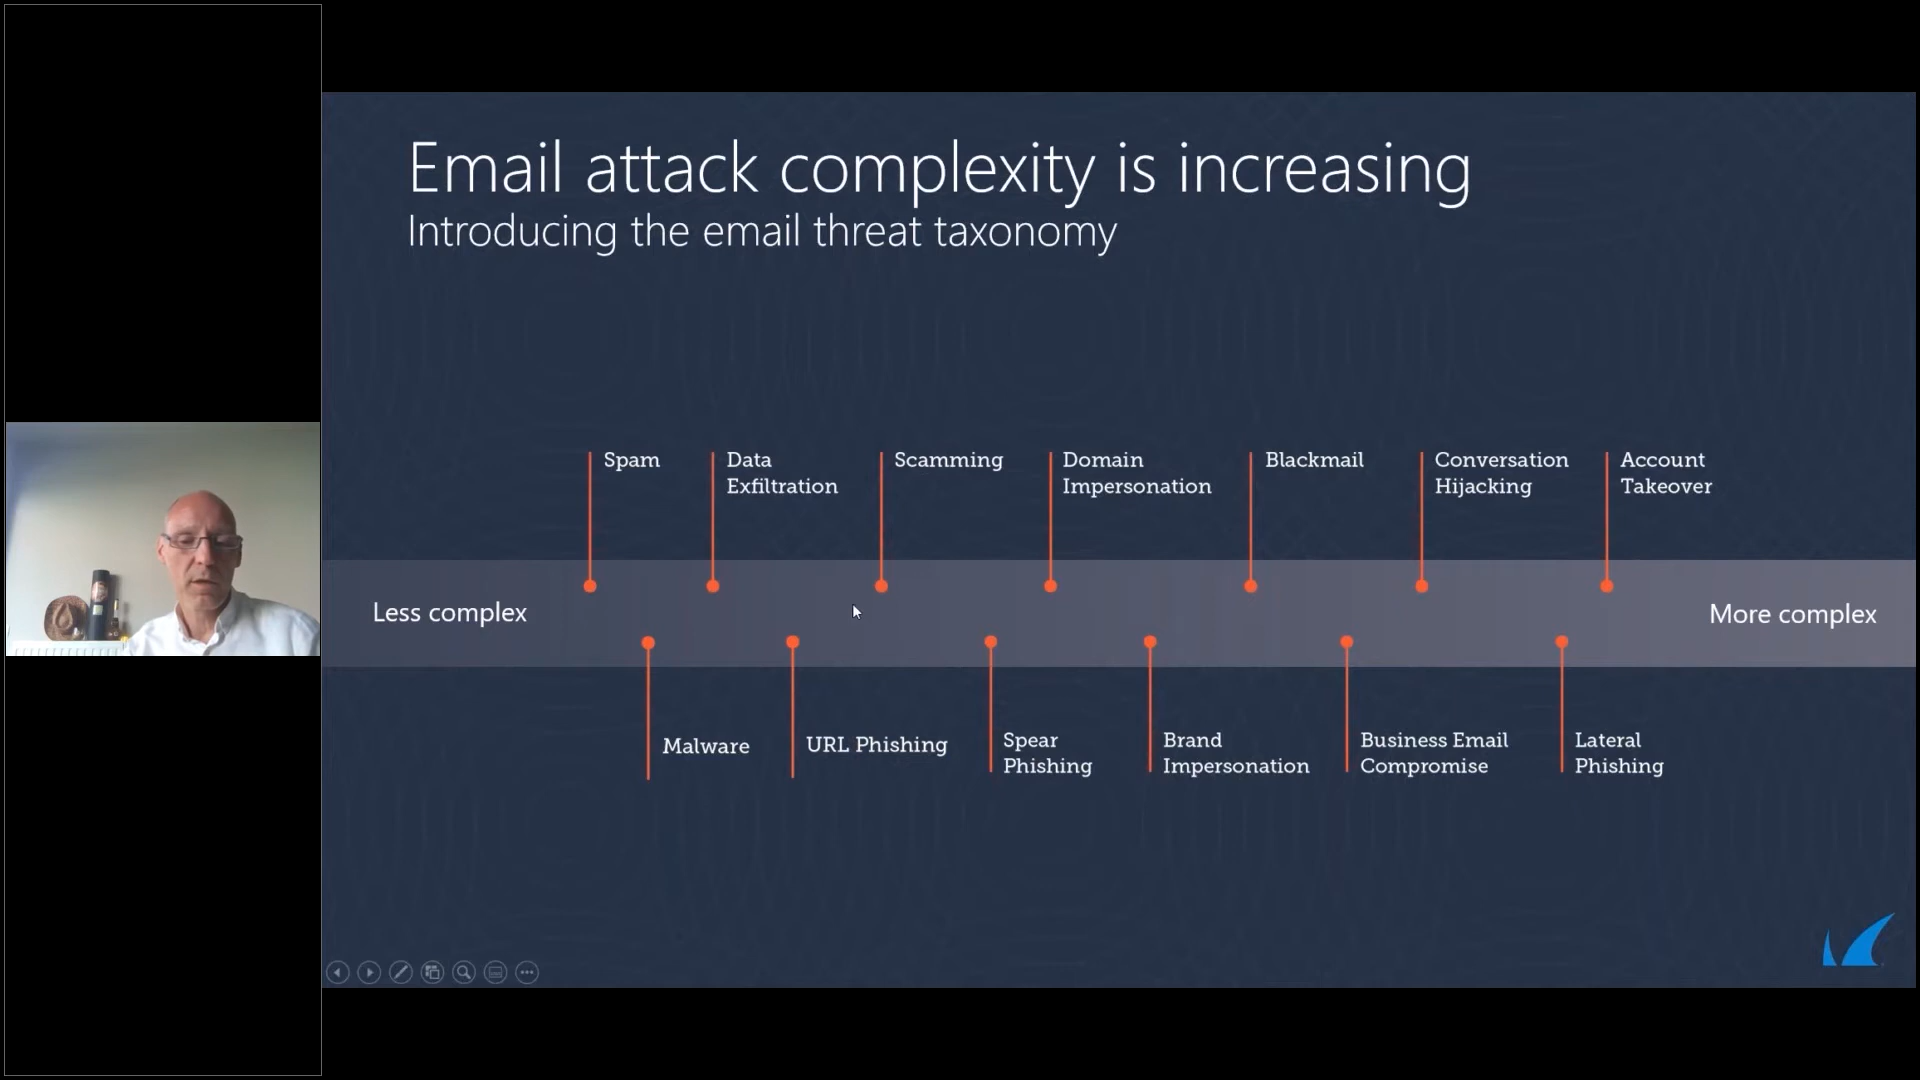 Email attack complexity is increasing
Introducing the email threat taxonomy
Spam
Data
Exfiltration
Scamming
Domain
Impersonation
Blackmail
Conversation
Hijacking
Account
Takeover
Less complex
More complex
Malware
URL Phishing
Spear
Phishing
Brand
Impersonation
Business Email
Compromise
Lateral
Phishing